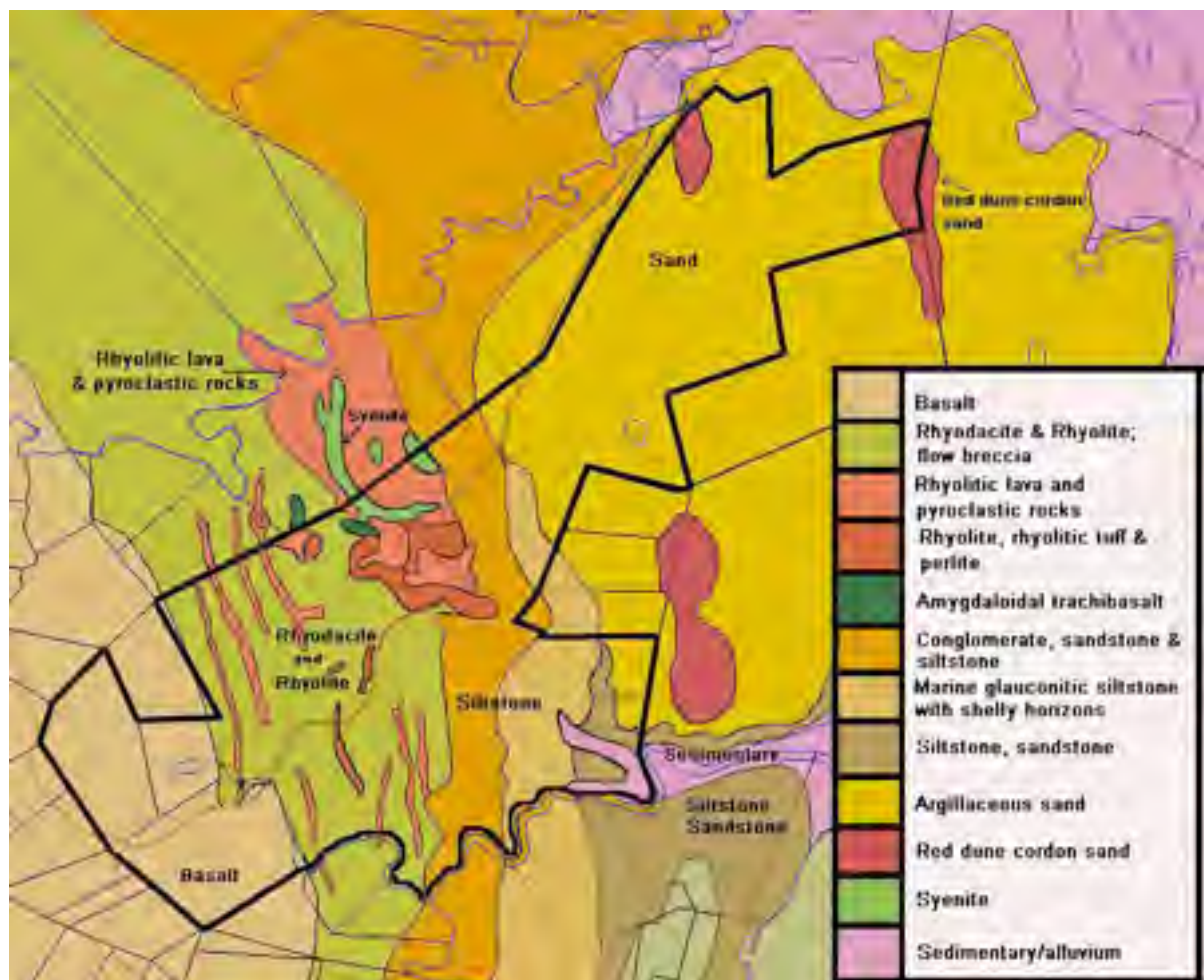 Red dune cordon
sand
Sand
Rhyolitic lava
& pyroclastic rocks
Syenite
Rhyodacite
and
Rhyolite
Siltstone
Sedimentary
Siltstone
Sandstone
Basalt
Basalt
Rhyodacite & Rhyolite;
flow breccia
Rhyolitic lava and
pyroclastic rocks
Rhyolite, rhyolitic tuff &
perlite
Amygdaloidal trachibasalt
Conglomerate, sandstone &
siltstone
Marine glauconitic siltstone
with shelly horizons
Siltstone, sandstone
Argillaceous sand
Red dune cordon sand
Syenite
Sedimentary/alluvium